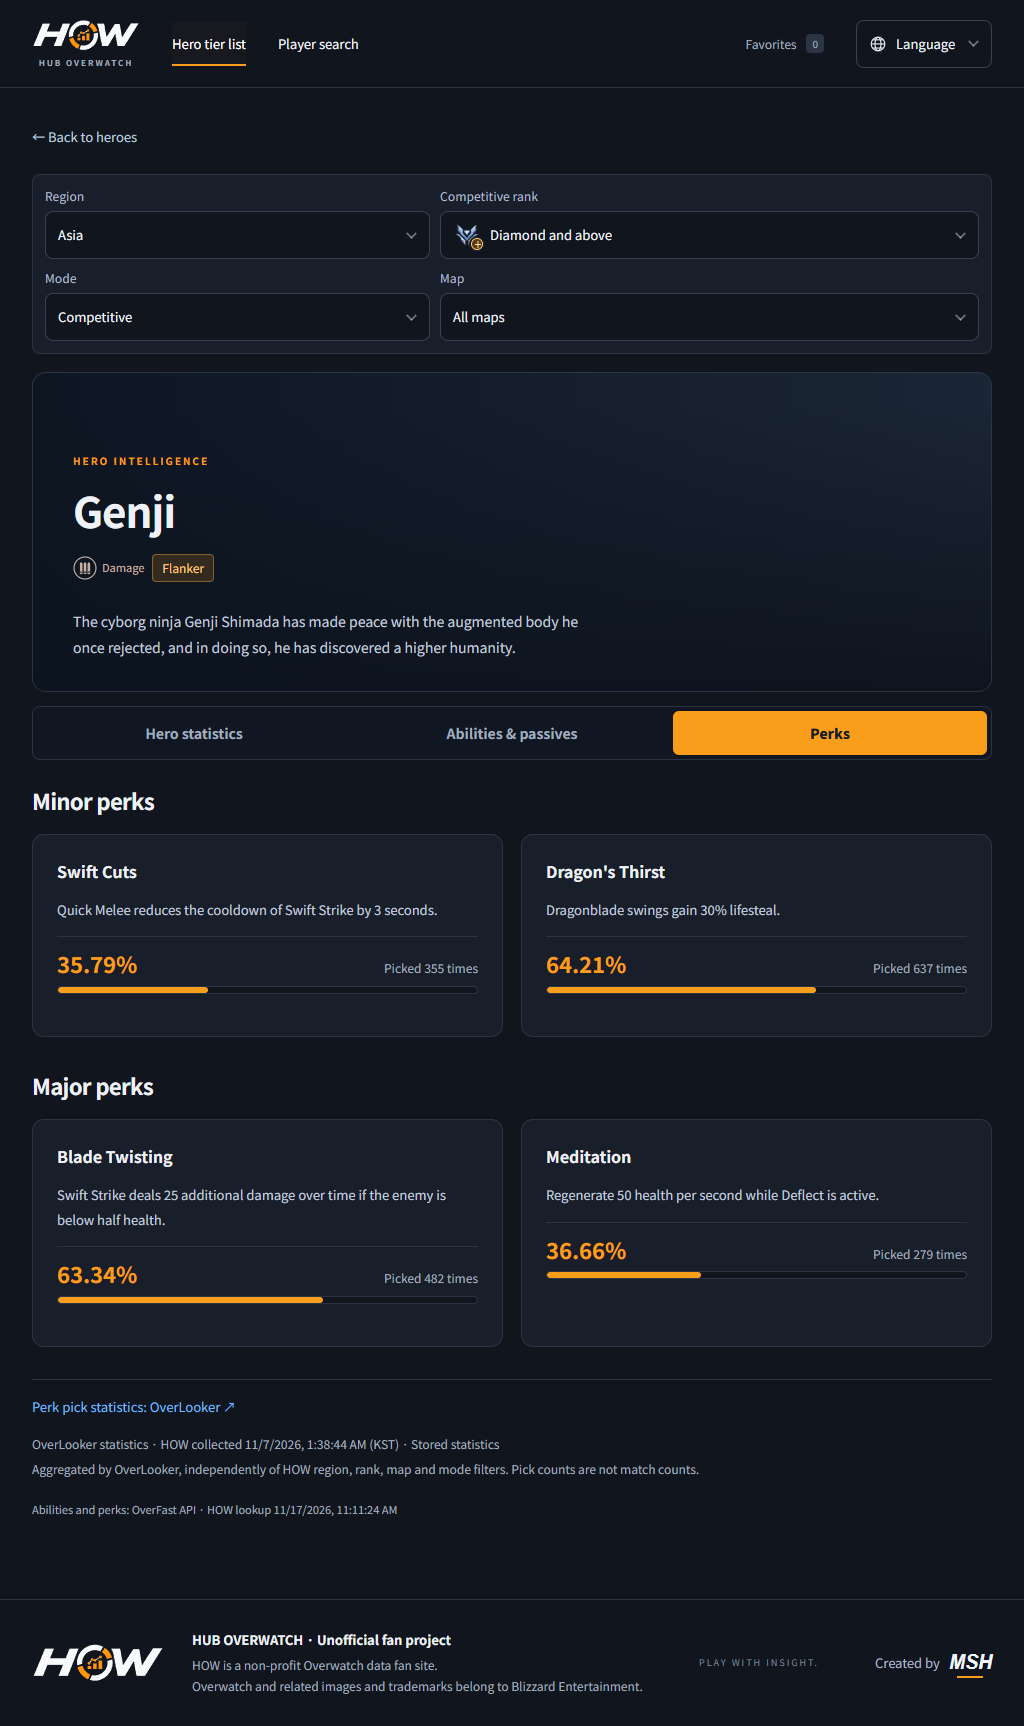 HOW
HUB OVERWATCH
Hero tier list
Player search
Favorites 0
Language
← Back to heroes
Region
Competitive rank
Asia
Diamond and above
Mode
Map
Competitive
All maps
HERO INTELLIGENCE
Genji
Damage
Flanker
The cyborg ninja Genji Shimada has made peace with the augmented body he
once rejected, and in doing so, he has discovered a higher humanity.
Hero statistics
Abilities & passives
Perks
Minor perks
Swift Cuts
Quick Melee reduces the cooldown of Swift Strike by 3 seconds.
35.79%
Picked 355 times
Dragon's Thirst
Dragonblade swings gain 30% lifesteal.
64.21%
Picked 637 times
Major perks
Blade Twisting
Swift Strike deals 25 additional damage over time if the enemy is
below half health.
63.34%
Picked 482 times
Meditation
Regenerate 50 health per second while Deflect is active.
36.66%
Picked 279 times
Perk pick statistics: OverLooker ↗
OverLooker statistics · HOW collected 11/7/2026, 1:38:44 AM (KST) · Stored statistics
Aggregated by OverLooker, independently of HOW region, rank, map and mode filters. Pick counts are not match counts.
Abilities and perks: OverFast API · HOW lookup 11/17/2026, 11:11:24 AM
HOW
HUB OVERWATCH · Unofficial fan project
HOW is a non-profit Overwatch data fan site.
Overwatch and related images and trademarks belong to Blizzard Entertainment.
PLAY WITH INSIGHT.
Created by MSH